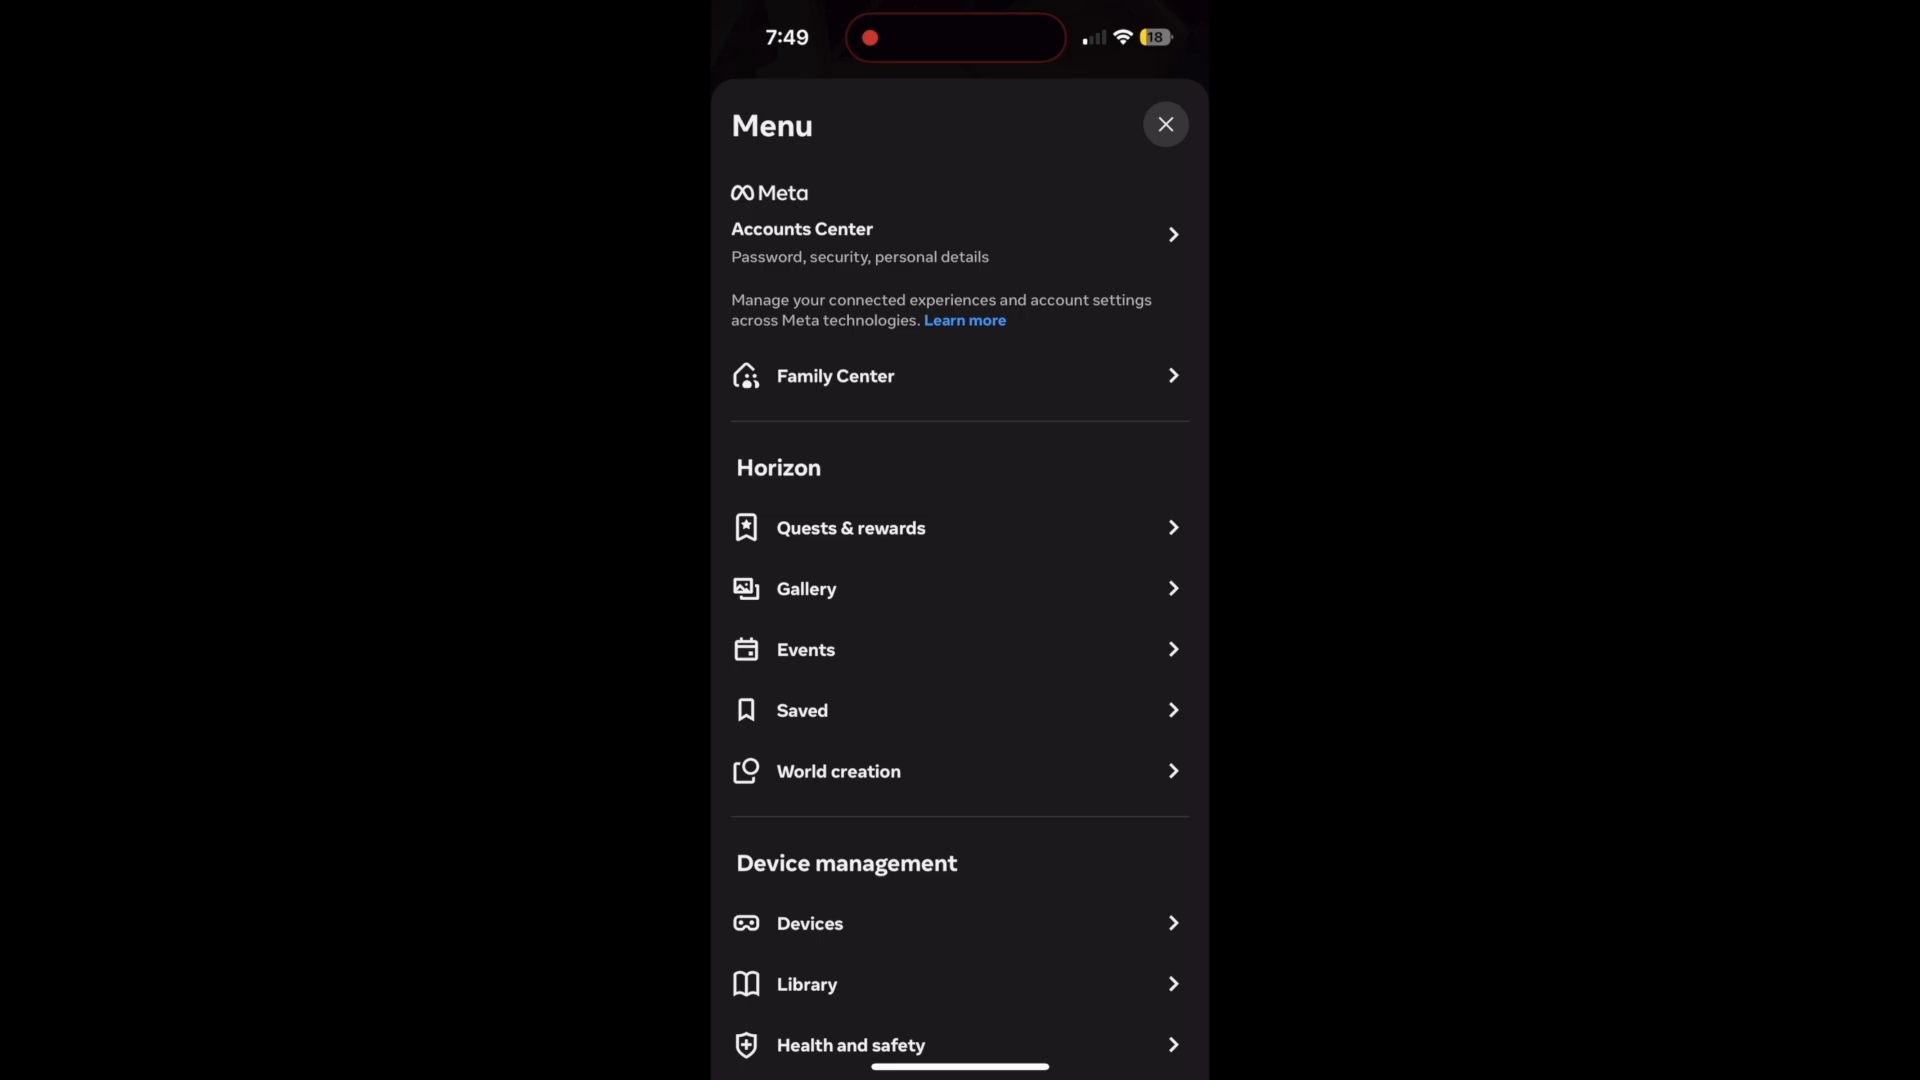 7:49
18
Menu
Meta
Accounts Center
Password, security, personal details
Manage your connected experiences and account settings
across Meta technologies. Learn more
Family Center
Horizon
Quests & rewards
Gallery
Events
Saved
World creation
Device management
Devices
Library
Health and safety